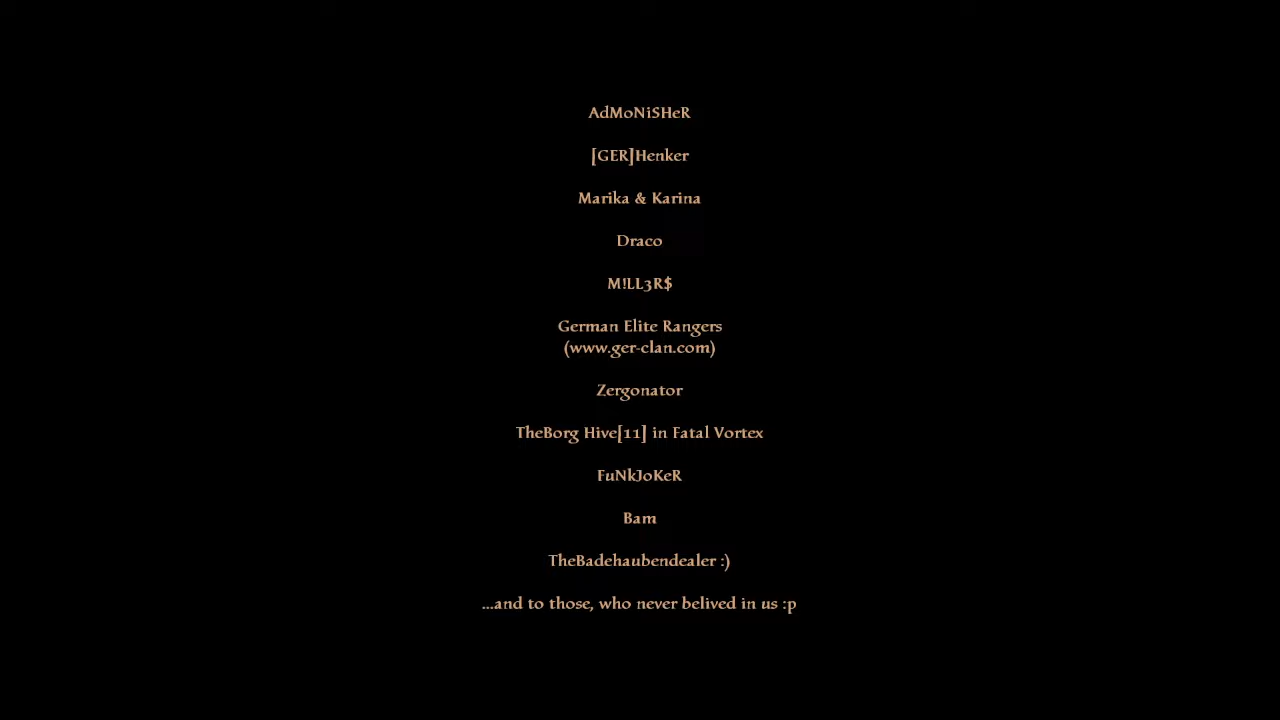 AdMoNiSHeR
[GER]Henker
Marika & Karina
Draco
M!LL3R$
German Elite Rangers
(www.ger-clan.com)
Zergonator
TheBorg Hive[11] in Fatal Vortex
FuNkJoKeR
Bam
TheBadehaubendealer :)
...and to those, who never belived in us :p